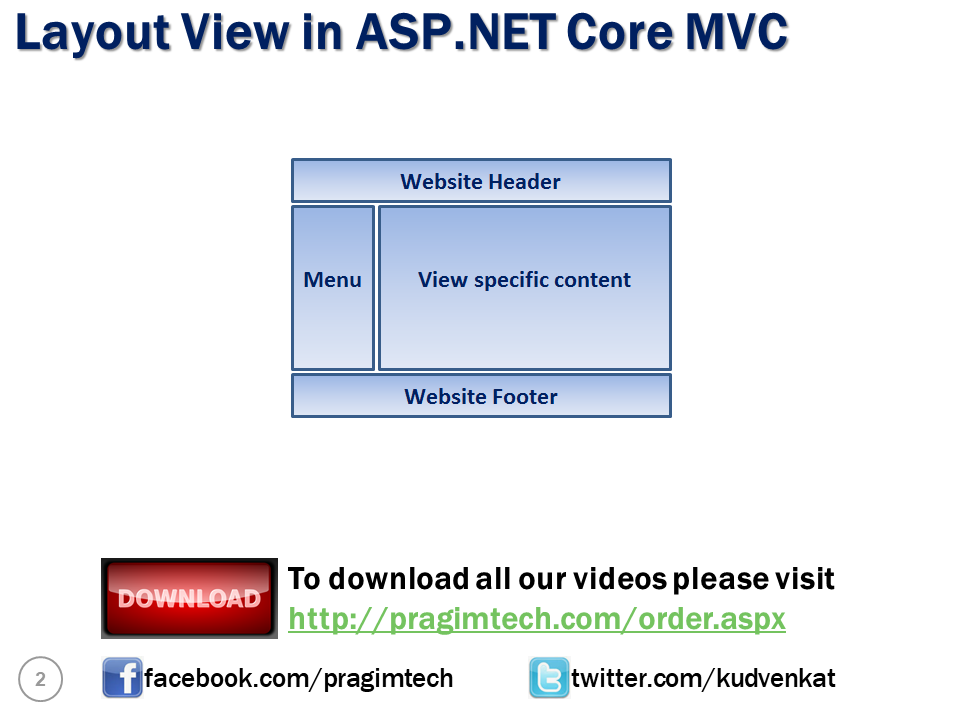 Layout View in ASP.NET Core MVC
Website Header
Menu
View specific content
Website Footer
DOWNLOAD
To download all our videos please visit
http://pragimtech.com/order.aspx
2
f
facebook.com/pragimtech
t
twitter.com/kudvenkat